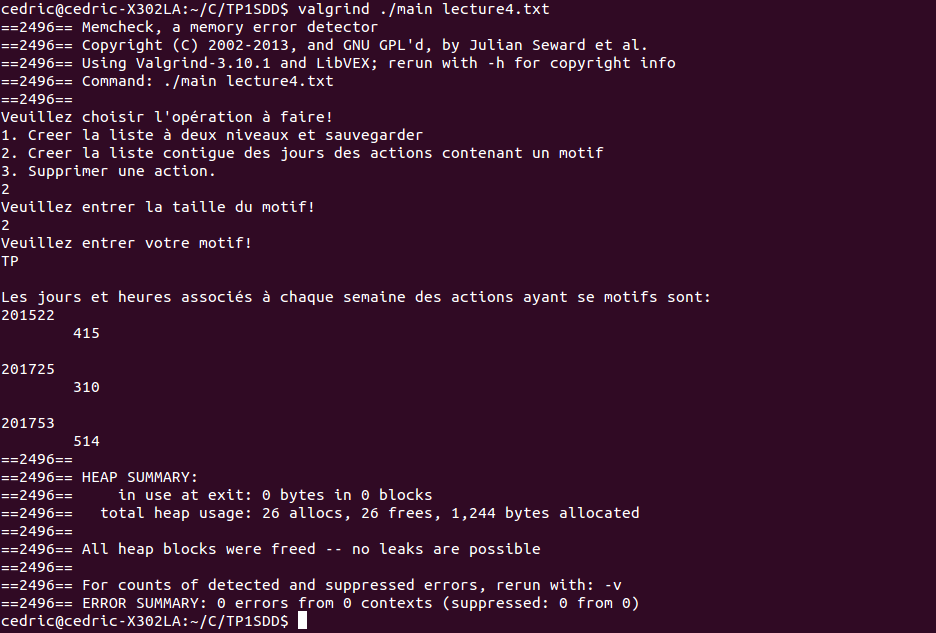 cedric@cedric-X302LA:~/C/TP1SDD$ valgrind ./main lecture4.txt
==2496== Memcheck, a memory error detector
==2496== Copyright (C) 2002-2013, and GNU GPL'd, by Julian Seward et al.
==2496== Using Valgrind-3.10.1 and LibVEX; rerun with -h for copyright info
==2496== Command: ./main lecture4.txt
==2496==
Veuillez choisir l'opération à faire!
1. Creer la liste à deux niveaux et sauvegarder
2. Creer la liste contigue des jours des actions contenant un motif
3. Supprimer une action.
2
Veuillez entrer la taille du motif!
2
Veuillez entrer votre motif!
TP

Les jours et heures associés à chaque semaine des actions ayant se motifs sont:
201522
        415

201725
        310

201753
        514
==2496==
==2496== HEAP SUMMARY:
==2496==     in use at exit: 0 bytes in 0 blocks
==2496==   total heap usage: 26 allocs, 26 frees, 1,244 bytes allocated
==2496==
==2496== All heap blocks were freed -- no leaks are possible
==2496==
==2496== For counts of detected and suppressed errors, rerun with: -v
==2496== ERROR SUMMARY: 0 errors from 0 contexts (suppressed: 0 from 0)
cedric@cedric-X302LA:~/C/TP1SDD$